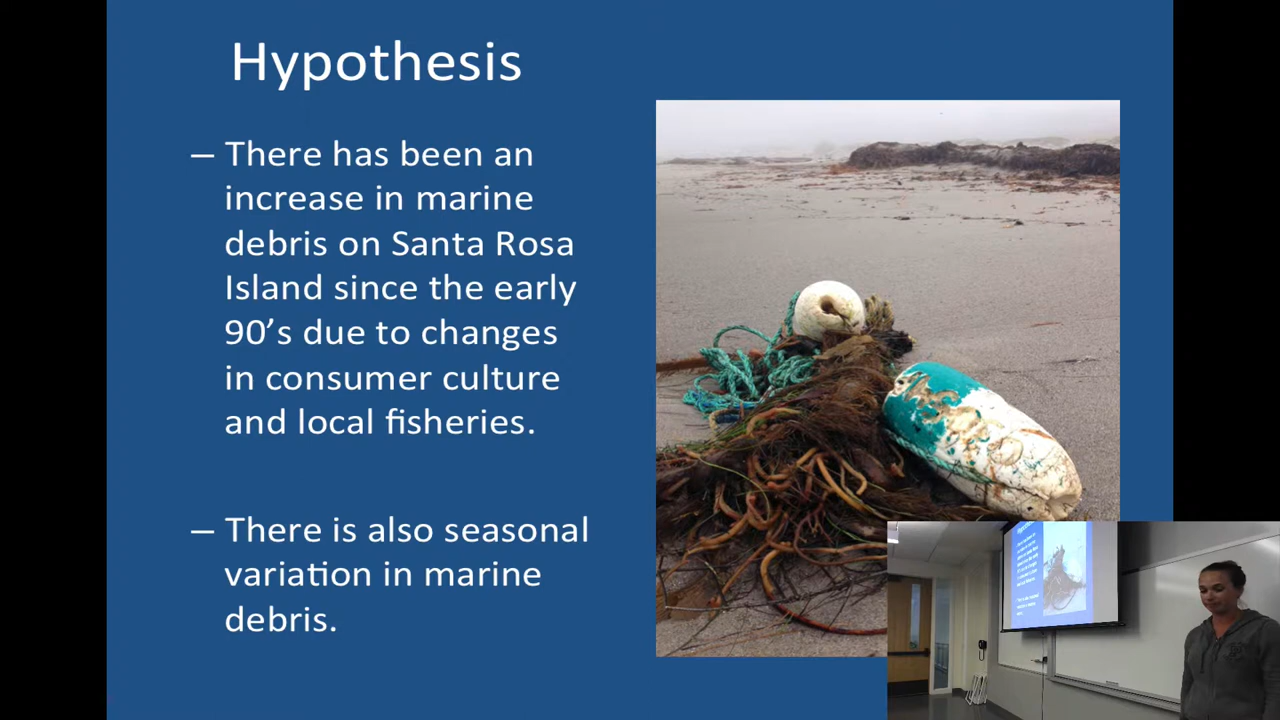 Hypothesis
– There has been an
increase in marine
debris on Santa Rosa
Island since the early
90’s due to changes
in consumer culture
and local fisheries.
– There is also seasonal
variation in marine
debris.